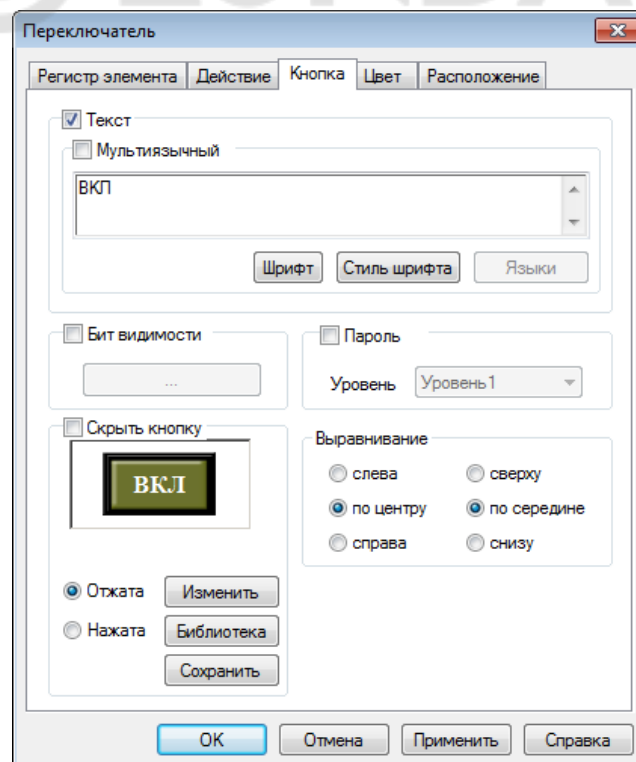 Переключатель
Регистр элемента Действие Кнопка Цвет Расположение
Текст
Мультиязычный
ВКЛ
Шрифт Стиль шрифта Языки
Бит видимости Пароль
... Уровень Уровень1
Скрыть кнопку Выравнивание
ВКЛ
слева сверху
по центру по середине
справа снизу
Отжата Изменить
Нажата Библиотека
Сохранить
OK Отмена Применить Справка